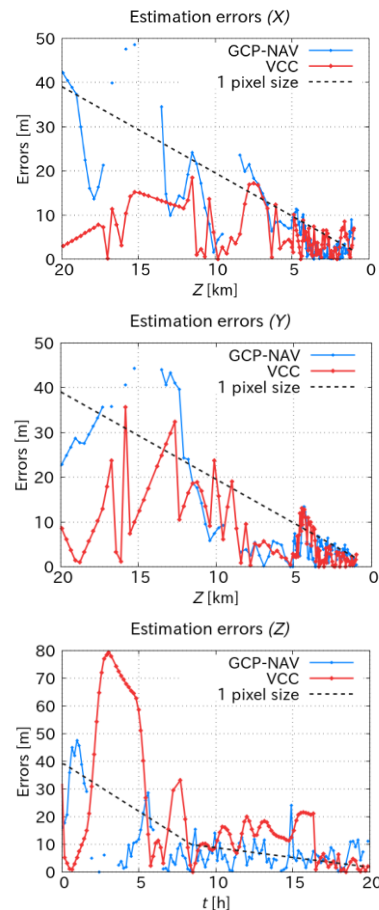 Estimation errors (X)
Errors [m]
50
40
30
20
10
0
GCP-NAV
VCC
1 pixel size
20 15 10 5 0
Z [km]
Estimation errors (Y)
Errors [m]
50
40
30
20
10
0
GCP-NAV
VCC
1 pixel size
20 15 10 5 0
Z [km]
Estimation errors (Z)
Errors [m]
80
70
60
50
40
30
20
10
0
GCP-NAV
VCC
1 pixel size
0 5 10 15 20
t [h]